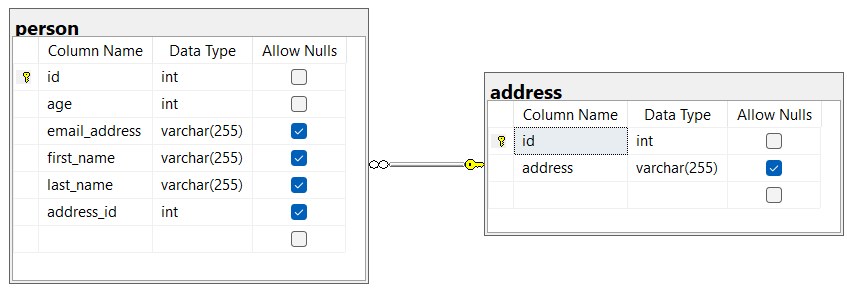 person
Column Name Data Type Allow Nulls
id int
age int
email_address varchar(255)
first_name varchar(255)
last_name varchar(255)
address_id int
address
Column Name Data Type Allow Nulls
id int
address varchar(255)